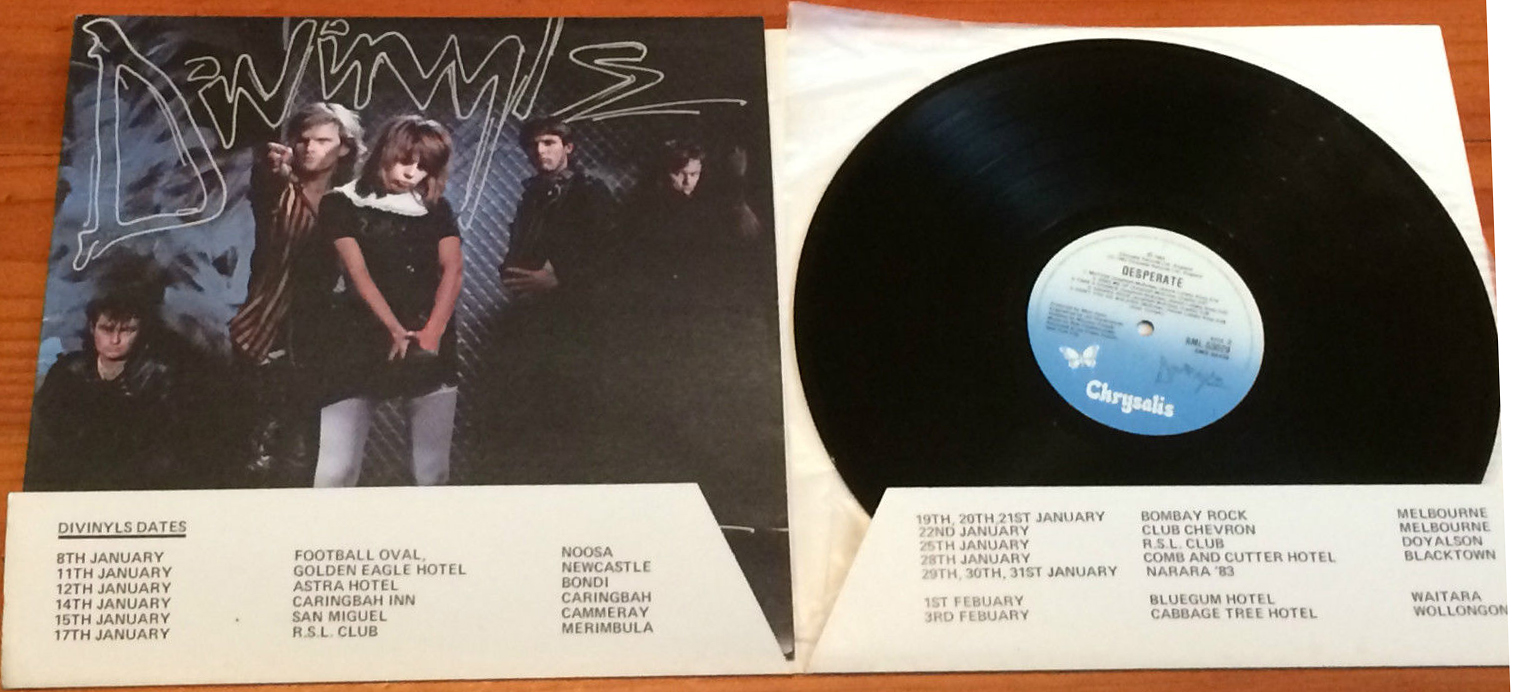 Divinyls
DIVINYLS DATES
8TH JANUARY FOOTBALL OVAL, NOOSA
11TH JANUARY GOLDEN EAGLE HOTEL NEWCASTLE
12TH JANUARY ASTRA HOTEL BONDI
14TH JANUARY CARINGBAH INN CARINGBAH
15TH JANUARY SAN MIGUEL CAMMERAY
17TH JANUARY R.S.L. CLUB MERIMBULA
DESPERATE
Divinyls
Chrysalis
19TH, 20TH,21ST JANUARY BOMBAY ROCK MELBOURNE
22ND JANUARY CLUB CHEVRON MELBOURNE
25TH JANUARY R.S.L. CLUB DOYALSON
28TH JANUARY COMB AND CUTTER HOTEL BLACKTOWN
29TH, 30TH, 31ST JANUARY NARARA '83
1ST FEBUARY BLUEGUM HOTEL WAITARA
3RD FEBUARY CABBAGE TREE HOTEL WOLLONGON